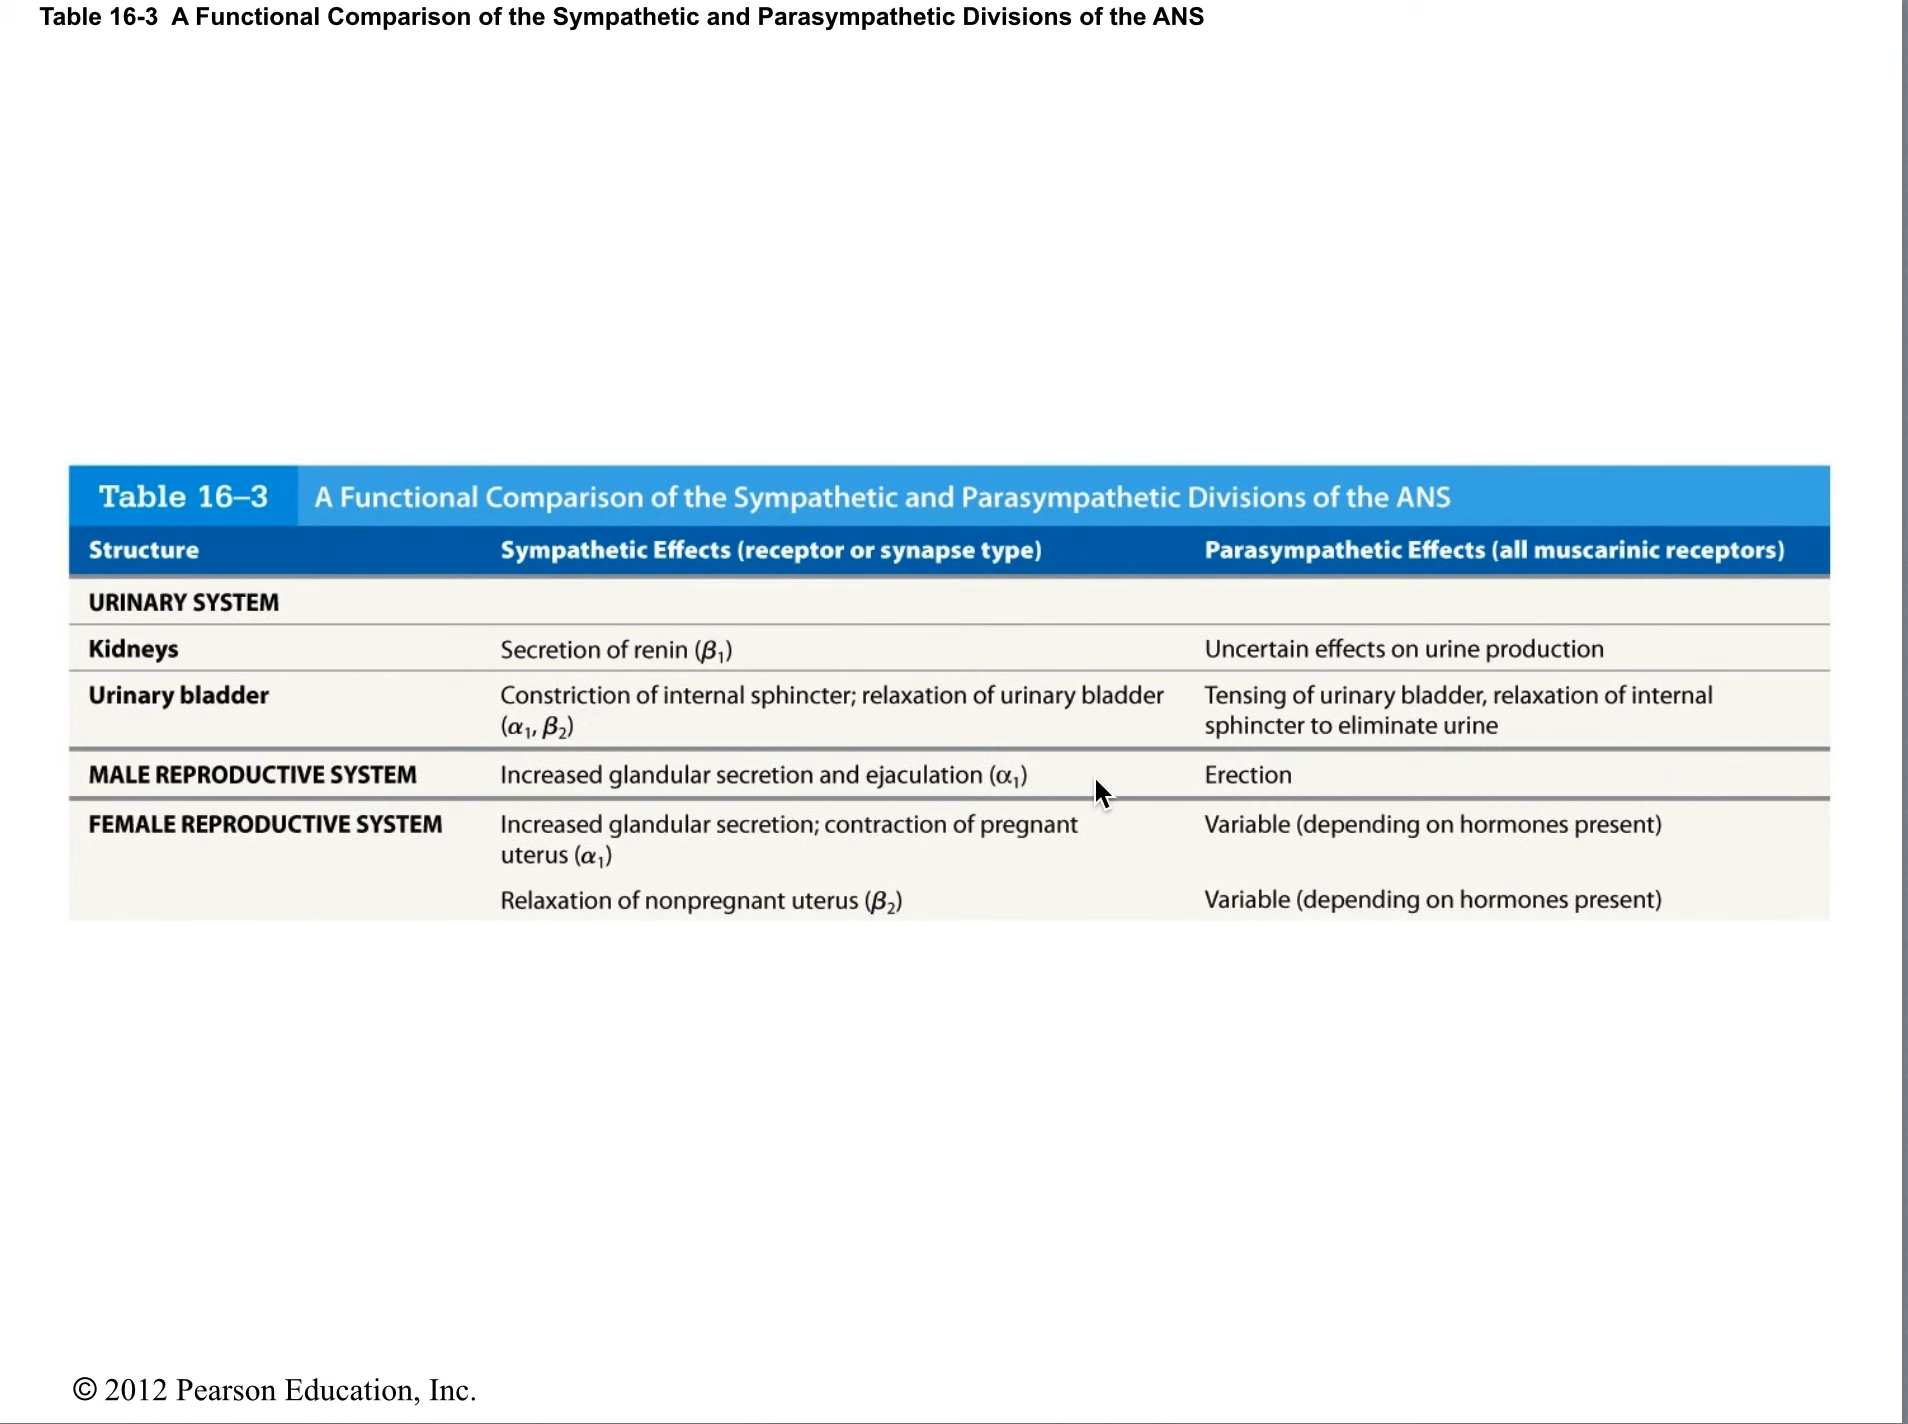 Table 16-3 A Functional Comparison of the Sympathetic and Parasympathetic Divisions of the ANS
Table 16–3 A Functional Comparison of the Sympathetic and Parasympathetic Divisions of the ANS
Structure Sympathetic Effects (receptor or synapse type) Parasympathetic Effects (all muscarinic receptors)
URINARY SYSTEM
Kidneys Secretion of renin (β₁) Uncertain effects on urine production
Urinary bladder Constriction of internal sphincter; relaxation of urinary bladder Tensing of urinary bladder, relaxation of internal
(α₁, β₂) sphincter to eliminate urine
MALE REPRODUCTIVE SYSTEM Increased glandular secretion and ejaculation (α₁) Erection
FEMALE REPRODUCTIVE SYSTEM Increased glandular secretion; contraction of pregnant Variable (depending on hormones present)
uterus (α₁)
Relaxation of nonpregnant uterus (β₂) Variable (depending on hormones present)
© 2012 Pearson Education, Inc.